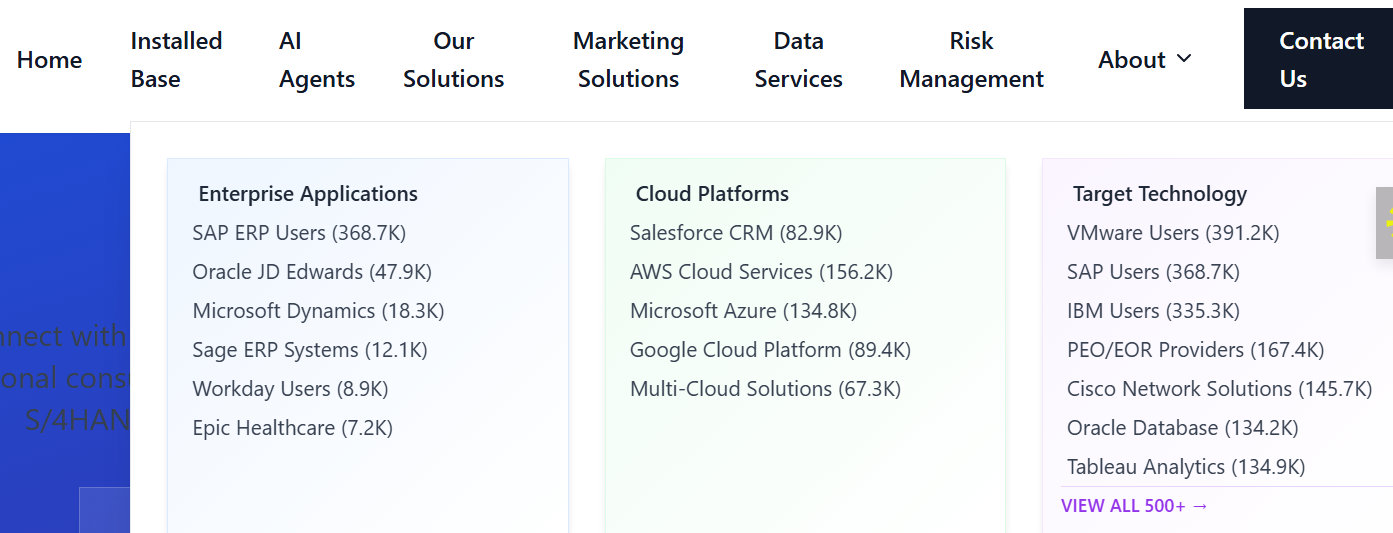 Home
Installed Base
AI Agents
Our Solutions
Marketing Solutions
Data Services
Risk Management
About
Contact Us
Enterprise Applications
SAP ERP Users (368.7K)
Oracle JD Edwards (47.9K)
Microsoft Dynamics (18.3K)
Sage ERP Systems (12.1K)
Workday Users (8.9K)
Epic Healthcare (7.2K)
Cloud Platforms
Salesforce CRM (82.9K)
AWS Cloud Services (156.2K)
Microsoft Azure (134.8K)
Google Cloud Platform (89.4K)
Multi-Cloud Solutions (67.3K)
Target Technology
VMware Users (391.2K)
SAP Users (368.7K)
IBM Users (335.3K)
PEO/EOR Providers (167.4K)
Cisco Network Solutions (145.7K)
Oracle Database (134.2K)
Tableau Analytics (134.9K)
VIEW ALL 500+ →
with
S/4HAN